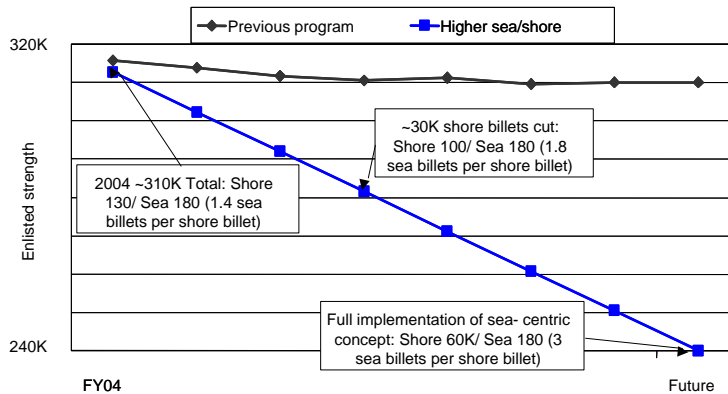 Previous program
Higher sea/shore
320K
~30K shore billets cut:
Shore 100/ Sea 180 (1.8
sea billets per shore billet)
2004 ~310K Total: Shore
130/ Sea 180 (1.4 sea
billets per shore billet)
Enlisted strength
Full implementation of sea- centric
concept: Shore 60K/ Sea 180 (3
sea billets per shore billet)
240K
FY04
Future